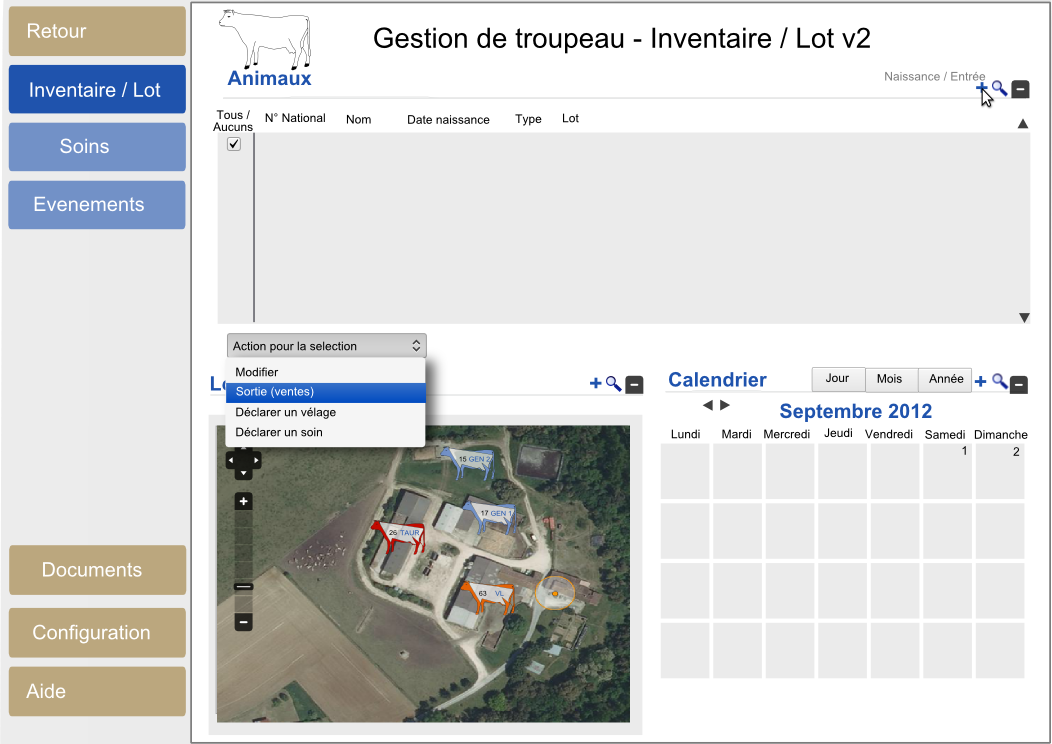 Retour
Inventaire / Lot
Soins
Evenements
Documents
Configuration
Aide
Gestion de troupeau - Inventaire / Lot v2
Animaux
Naissance / Entrée
Tous / 
Aucuns
N° National Nom Date naissance Type Lot
Action pour la selection
Modifier
Sortie (ventes)
Déclarer un vélage
Déclarer un soin
15 GEN 2
17 GEN 1
26 TAUR
63 VL
Calendrier
Jour Mois Année
Septembre 2012
Lundi Mardi Mercredi Jeudi Vendredi Samedi Dimanche
1 2